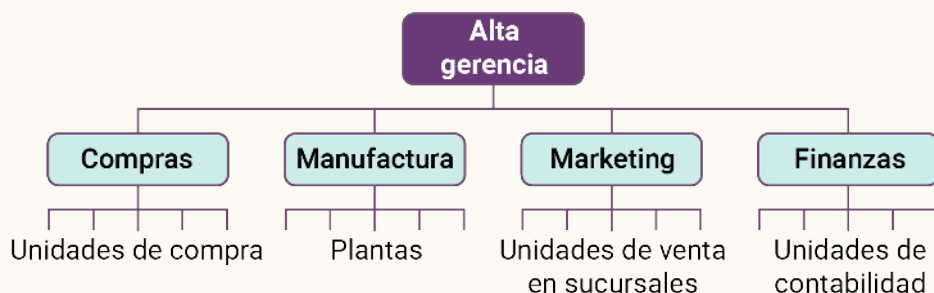 Alta
gerencia
Compras
Manufactura
Marketing
Finanzas
Unidades de compra
Plantas
Unidades de venta
en sucursales
Unidades de
contabilidad